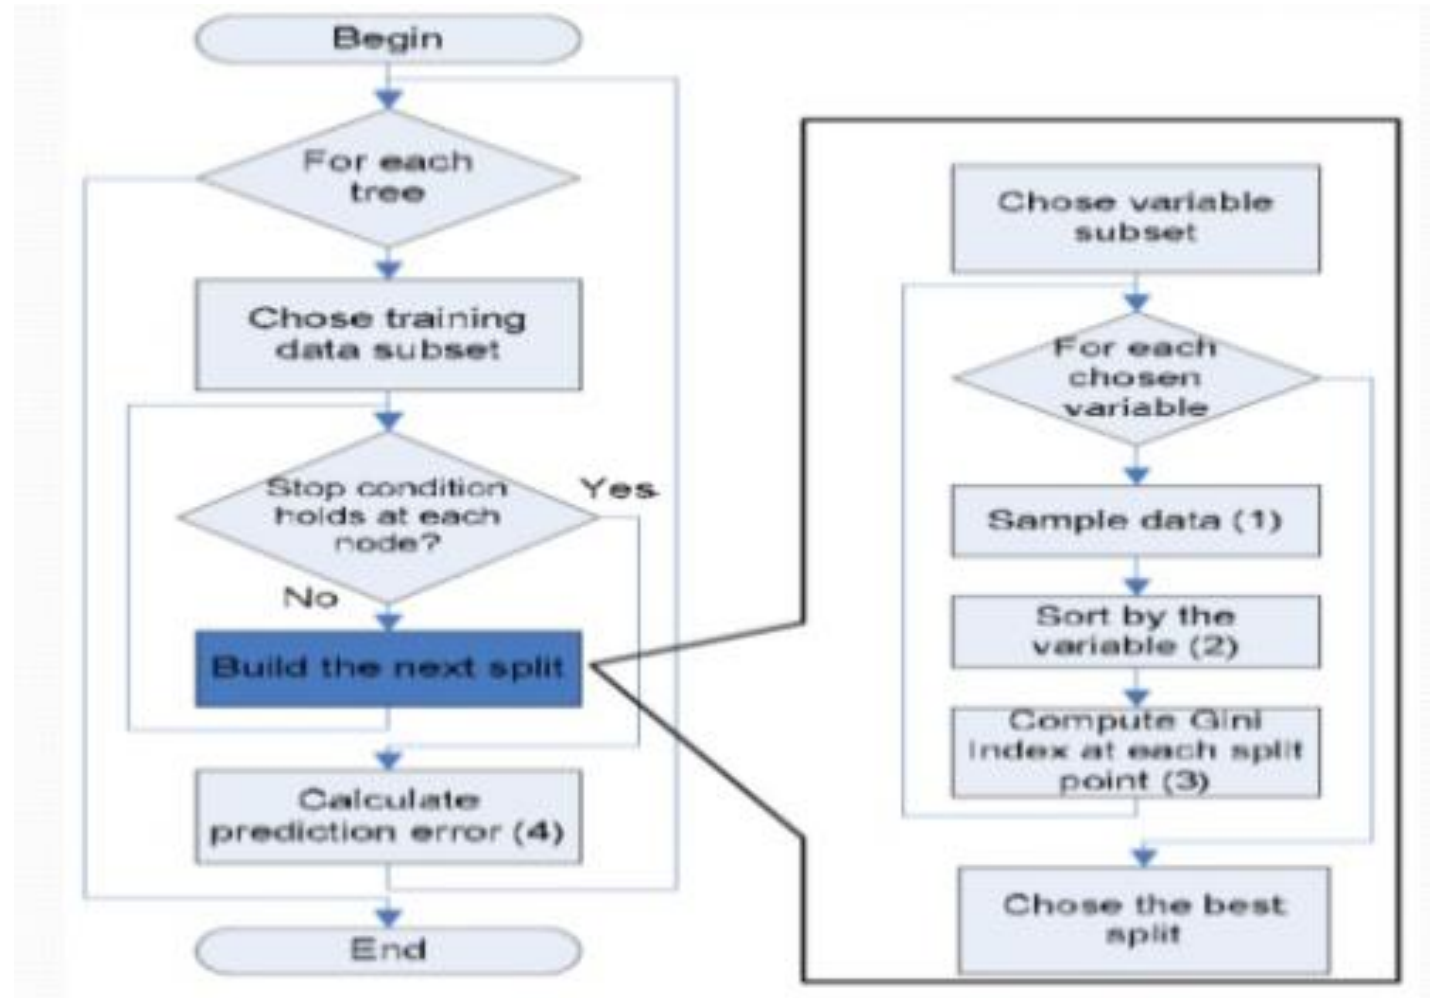 Begin
For each
tree
Chose training
data subset
Stop condition
holds at each
node?
Yes
No
Build the next split
Calculate
prediction error (4)
End
Chose variable
subset
For each
chosen
variable
Sample data (1)
Sort by the
variable (2)
Compute Gini
Index at each split
point (3)
Chose the best
split